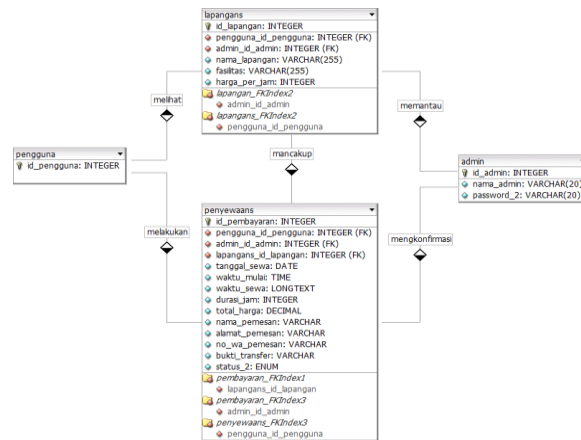 lapangans
id_lapangan: INTEGER
pengguna_id_pengguna: INTEGER (FK)
admin_id_admin: INTEGER (FK)
nama_lapangan: VARCHAR(255)
fasilitas: VARCHAR(255)
harga_per_jam: INTEGER
lapangan_FKIndex2
admin_id_admin
lapangans_FKIndex2
pengguna_id_pengguna
melihat
memantau
mancakup
pengguna
id_pengguna: INTEGER
admin
id_admin: INTEGER
nama_admin: VARCHAR(20)
password_2: VARCHAR(20)
melakukan
mengkonfirmasi
penyewaans
id_pembayaran: INTEGER
pengguna_id_pengguna: INTEGER (FK)
admin_id_admin: INTEGER (FK)
lapangans_id_lapangan: INTEGER (FK)
tanggal_sewa: DATE
waktu_mulai: TIME
waktu_sewa: LONGTEXT
durasi_jam: INTEGER
total_harga: DECIMAL
nama_pemesan: VARCHAR
alamat_pemesan: VARCHAR
no_wa_pemesan: VARCHAR
bukti_transfer: VARCHAR
status_2: ENUM
pembayaran_FKIndex1
lapangans_id_lapangan
pembayaran_FKIndex3
admin_id_admin
penyewaans_FKIndex3
pengguna_id_pengguna